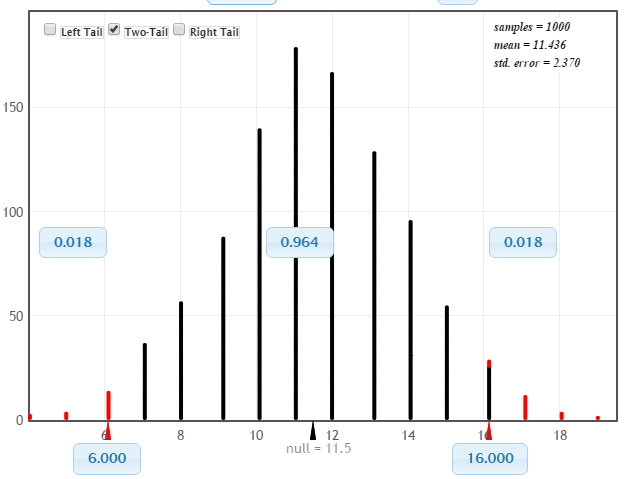 Left Tail Two-Tail Right Tail
samples = 1000
mean = 11.436
std. error = 2.370
150
100
0.018 0.964 0.018
50
0
6 8 10 12 14 16 18
null = 11.5
6.000 16.000